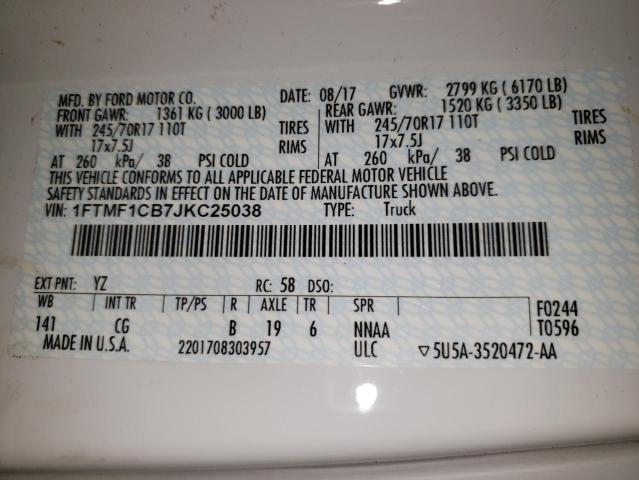 MFD. BY FORD MOTOR CO. DATE: 08/17 GVWR: 2799 KG ( 6170 LB)
FRONT GAWR: 1361 KG ( 3000 LB) REAR GAWR: 1520 KG ( 3350 LB)
WITH 245/70R17 110T TIRES WITH 245/70R17 110T TIRES
17x7.5J RIMS 17x7.5J RIMS
AT 260 kPa/ 38 PSI COLD AT 260 kPa/ 38 PSI COLD
THIS VEHICLE CONFORMS TO ALL APPLICABLE FEDERAL MOTOR VEHICLE
SAFETY STANDARDS IN EFFECT ON THE DATE OF MANUFACTURE SHOWN ABOVE.
VIN: 1FTMF1CB7JKC25038 TYPE: Truck
EXT PNT: YZ RC: 58 DSO:
WB INT TR TP/PS R AXLE TR SPR F0244
141 CG B 19 6 NNAA T0596
MADE IN U.S.A. 2201708303957 ULC ▽5U5A-3520472-AA